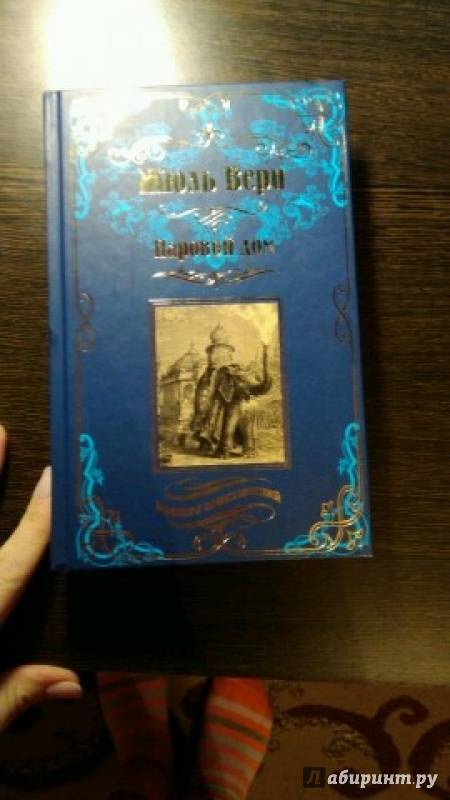 Жюль Верн
Паровой дом
Лабиринт.ру